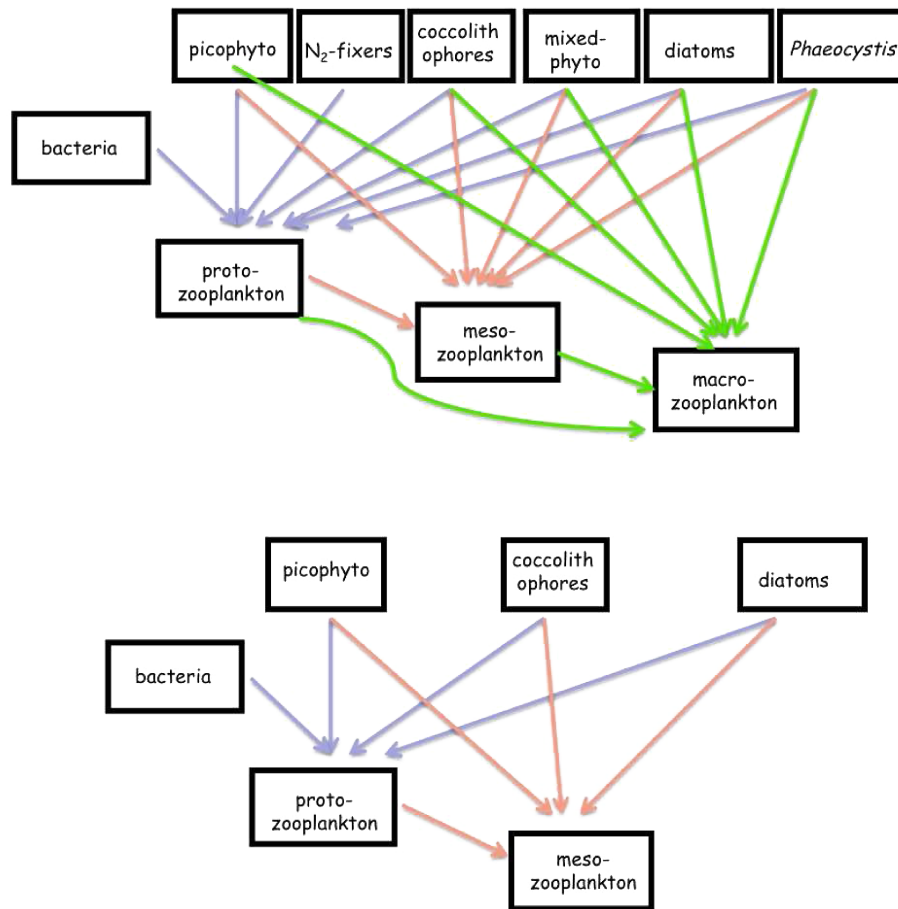 picophyto
N₂-fixers
coccolith
ophores
mixed-
phyto
diatoms
Phaeocystis
bacteria
proto-
zooplankton
meso-
zooplankton
macro-
zooplankton
picophyto
coccolith
ophores
diatoms
bacteria
proto-
zooplankton
meso-
zooplankton